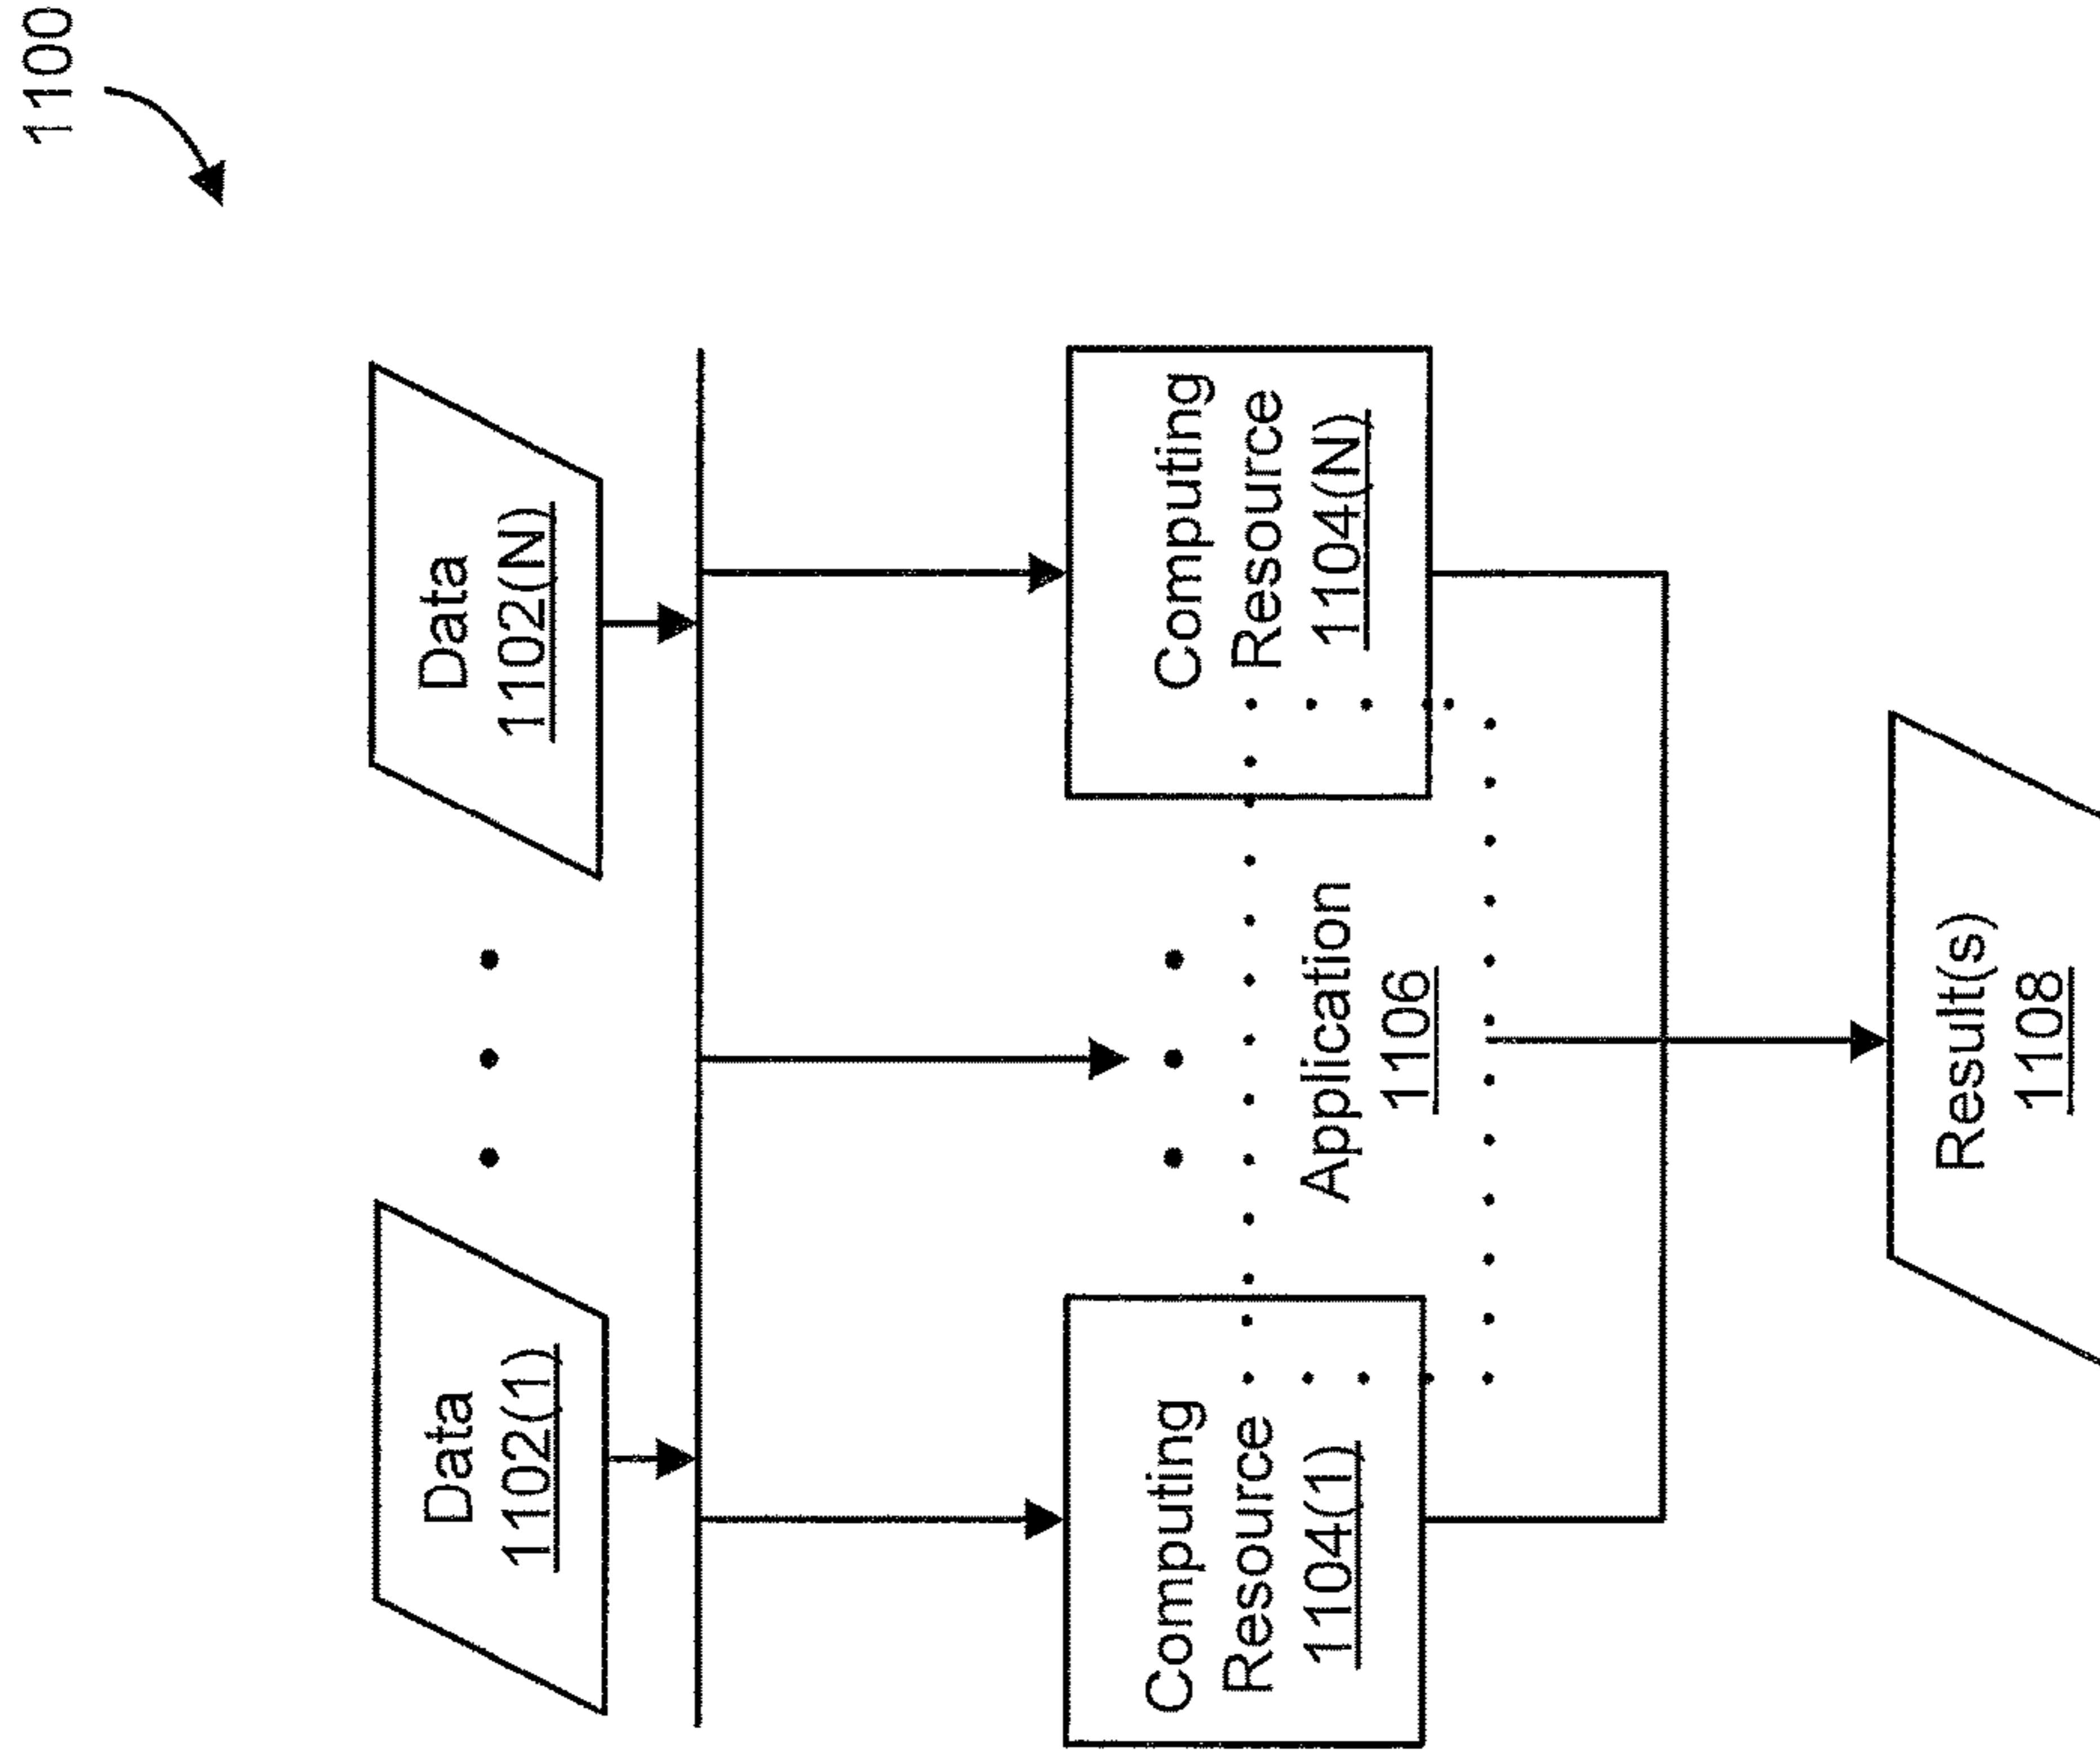 1100
Data
1102(1)
Data
1102(N)
Computing
Resource
1104(1)
Application
1106
Computing
Resource
1104(N)
Result(s)
1108